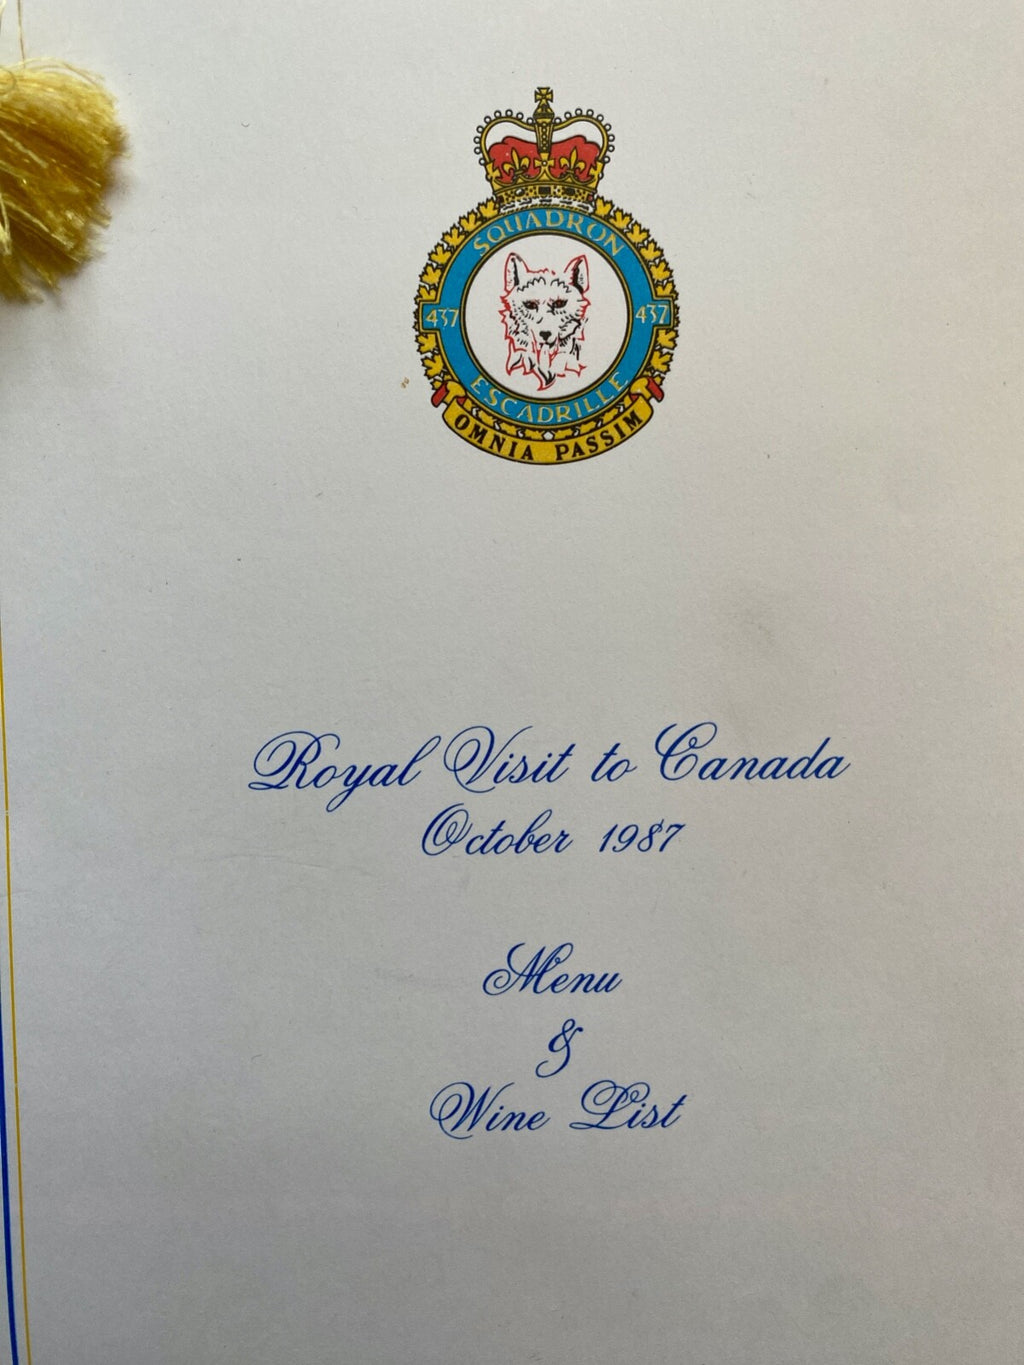 SQUADRON
437 437
ESCADRILLE
OMNIA PASSIM
Royal Visit to Canada
October 1987
Menu
&
Wine List